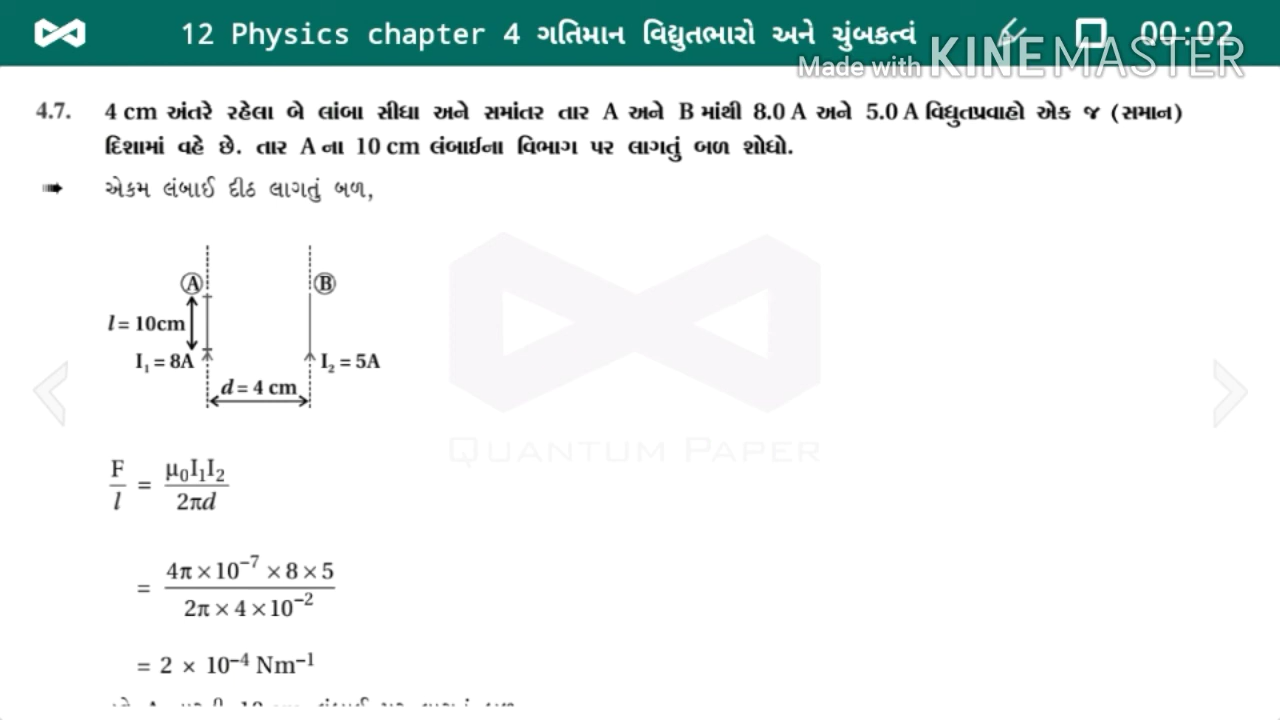 12 Physics chapter 4 ગતિમાન વિદ્યુતભારો અને ચુંબકત્વં
00:02
Made with KINEMASTER
4.7. 4 cm અંતરે રહેલા બે લાંબા સીધા અને સમાંતર તાર A અને B માંથી 8.0 A અને 5.0 A વિદ્યુતપ્રવાહો એક જ (સમાન)
દિશામાં વહે છે. તાર A ના 10 cm લંબાઈના વિભાગ પર લાગતું બળ શોધો.
➠ એકમ લંબાઈ દીઠ લાગતું બળ,
Ⓐ Ⓑ
l = 10cm
I₁ = 8A I₂ = 5A
d = 4 cm
QUANTUM PAPER
F/l = μ₀I₁I₂/2πd
= 4π × 10⁻⁷ × 8 × 5 / 2π × 4 × 10⁻²
= 2 × 10⁻⁴ Nm⁻¹